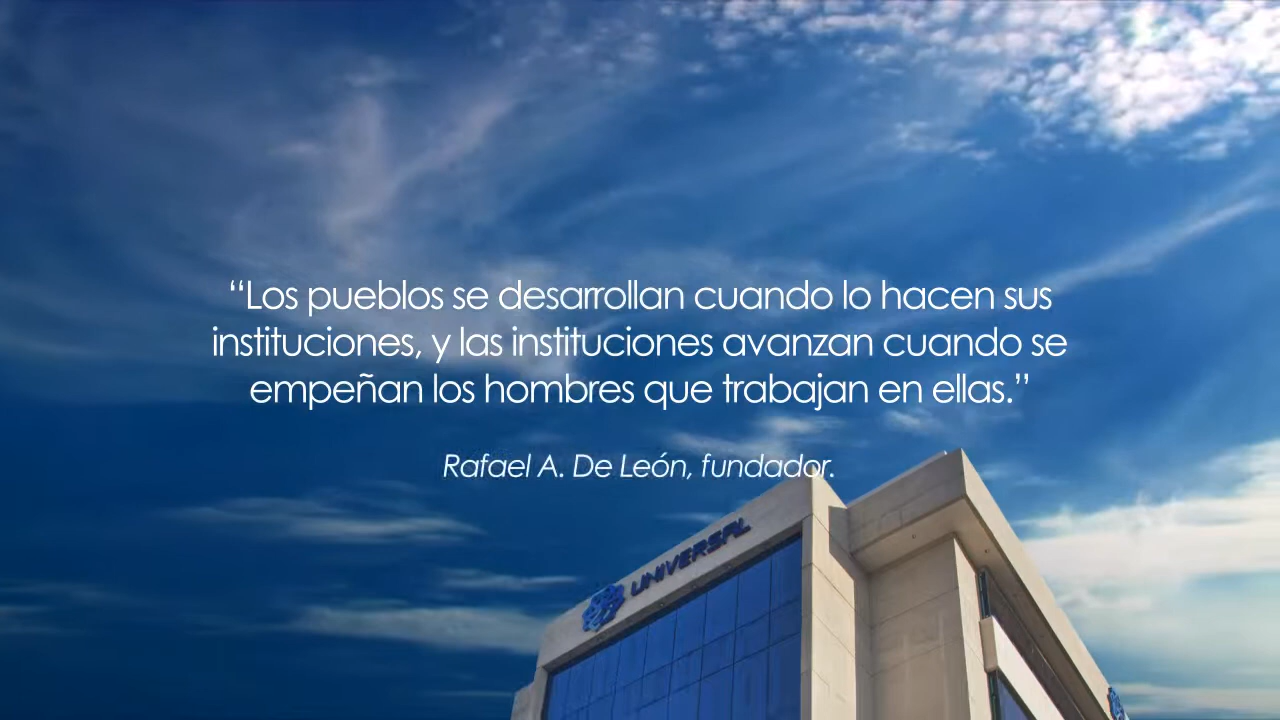 “Los pueblos se desarrollan cuando lo hacen sus
instituciones, y las instituciones avanzan cuando se
empeñan los hombres que trabajan en ellas.”
Rafael A. De León, fundador.
UNIVERSAL